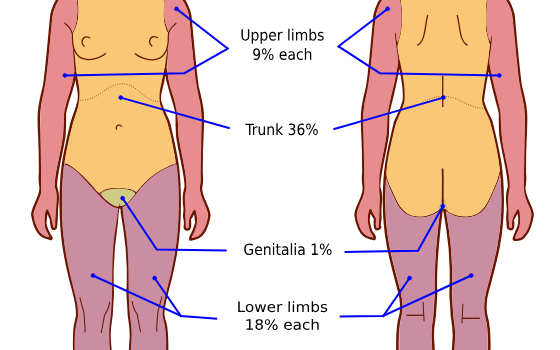 Upper limbs
9% each
Trunk 36%
Genitalia 1%
Lower limbs
18% each